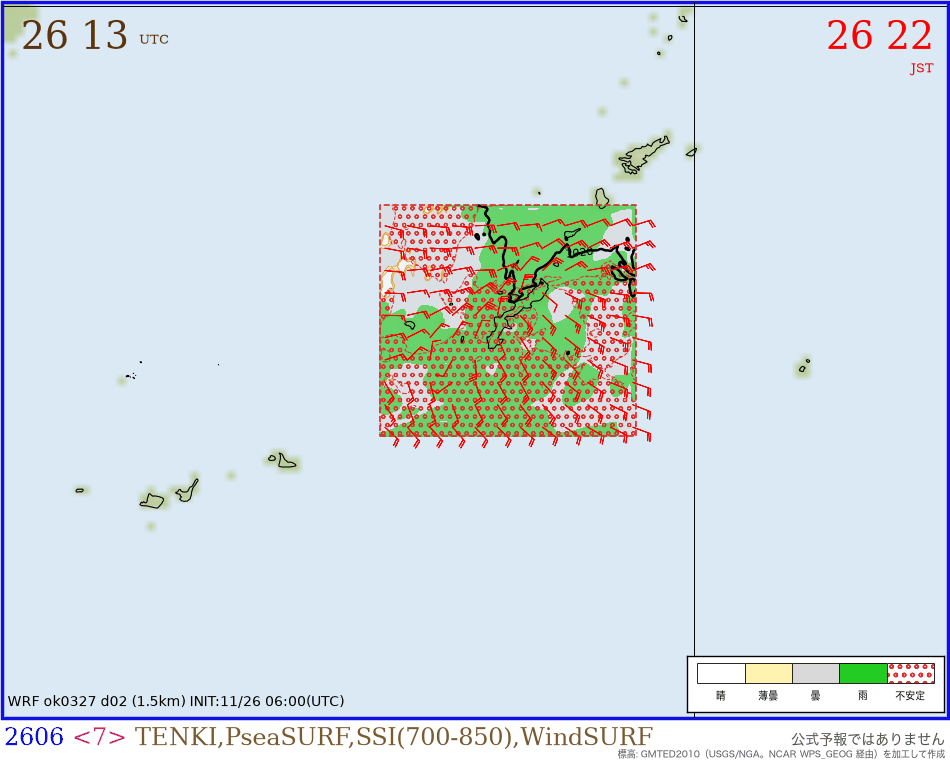 26 13 UTC
26 22
JST
1020
晴 薄曇 曇 雨 不安定
WRF ok0327 d02 (1.5km) INIT:11/26 06:00(UTC)
2606 <7> TENKI,PseaSURF,SSI(700-850),WindSURF
公式予報ではありません
標高: GMTED2010（USGS/NGA。NCAR WPS_GEOG 経由）を加工して作成